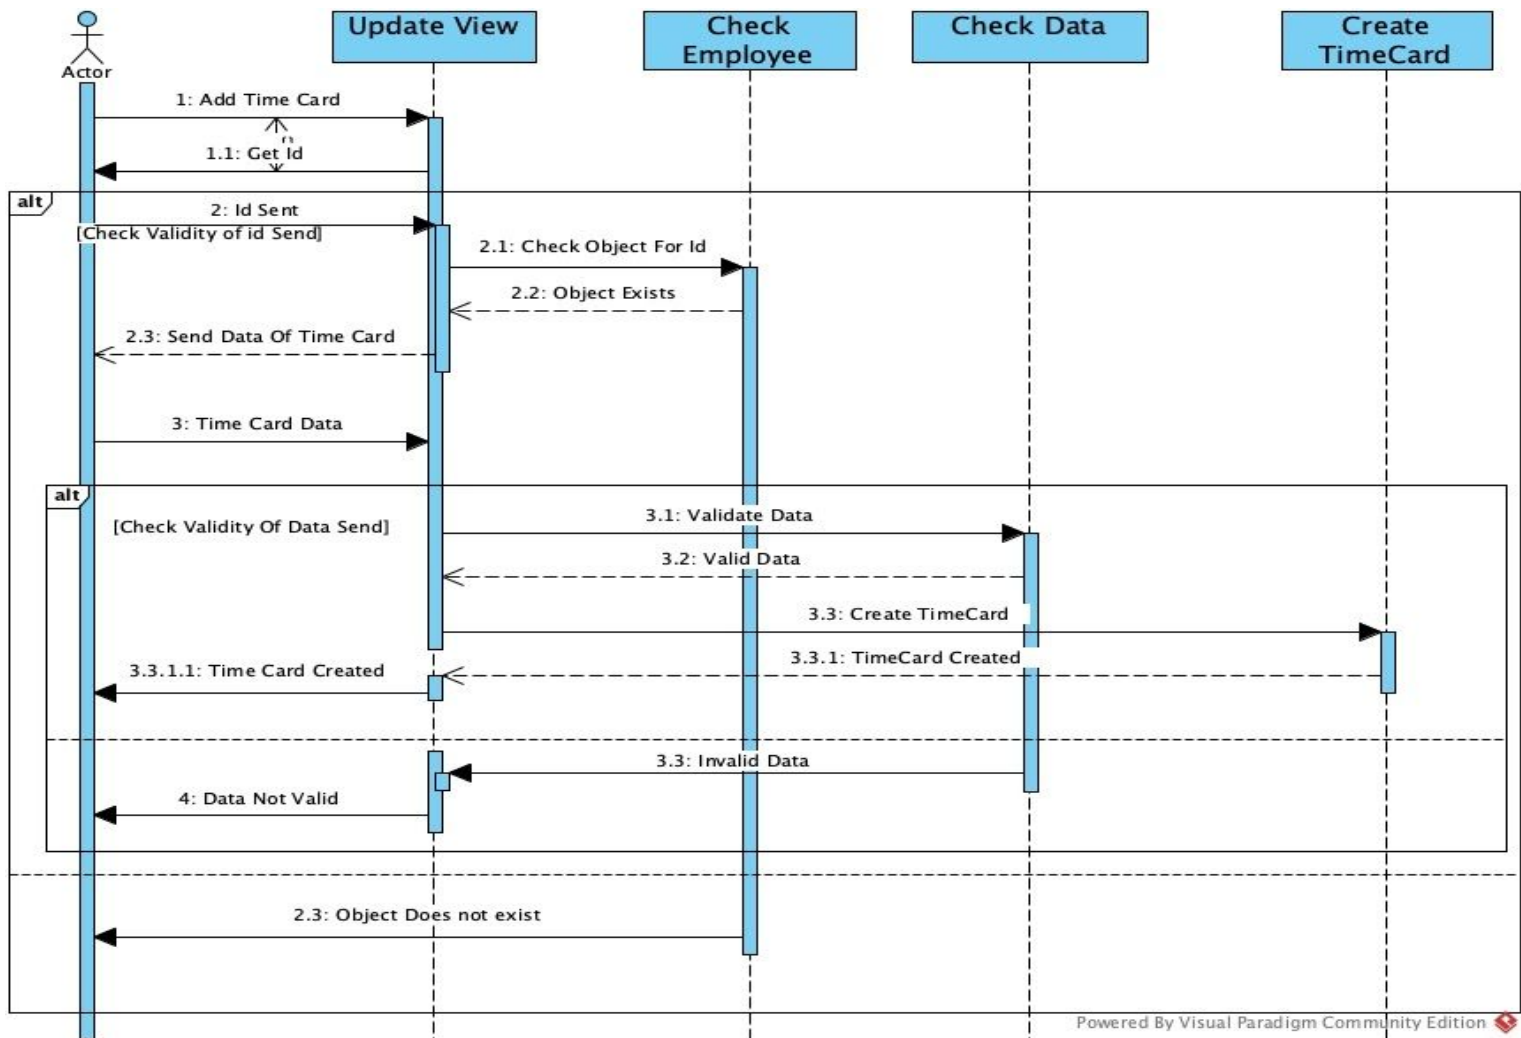 Update View
Check
Employee
Check Data
Create
TimeCard
Actor
1: Add Time Card
1.1: Get Id
alt
2: Id Sent
[Check Validity of id Send]
2.1: Check Object For Id
2.2: Object Exists
2.3: Send Data Of Time Card
3: Time Card Data
alt
[Check Validity Of Data Send]
3.1: Validate Data
3.2: Valid Data
3.3: Create TimeCard
3.3.1: TimeCard Created
3.3.1.1: Time Card Created
3.3: Invalid Data
4: Data Not Valid
2.3: Object Does not exist
Powered By Visual Paradigm Community Edition